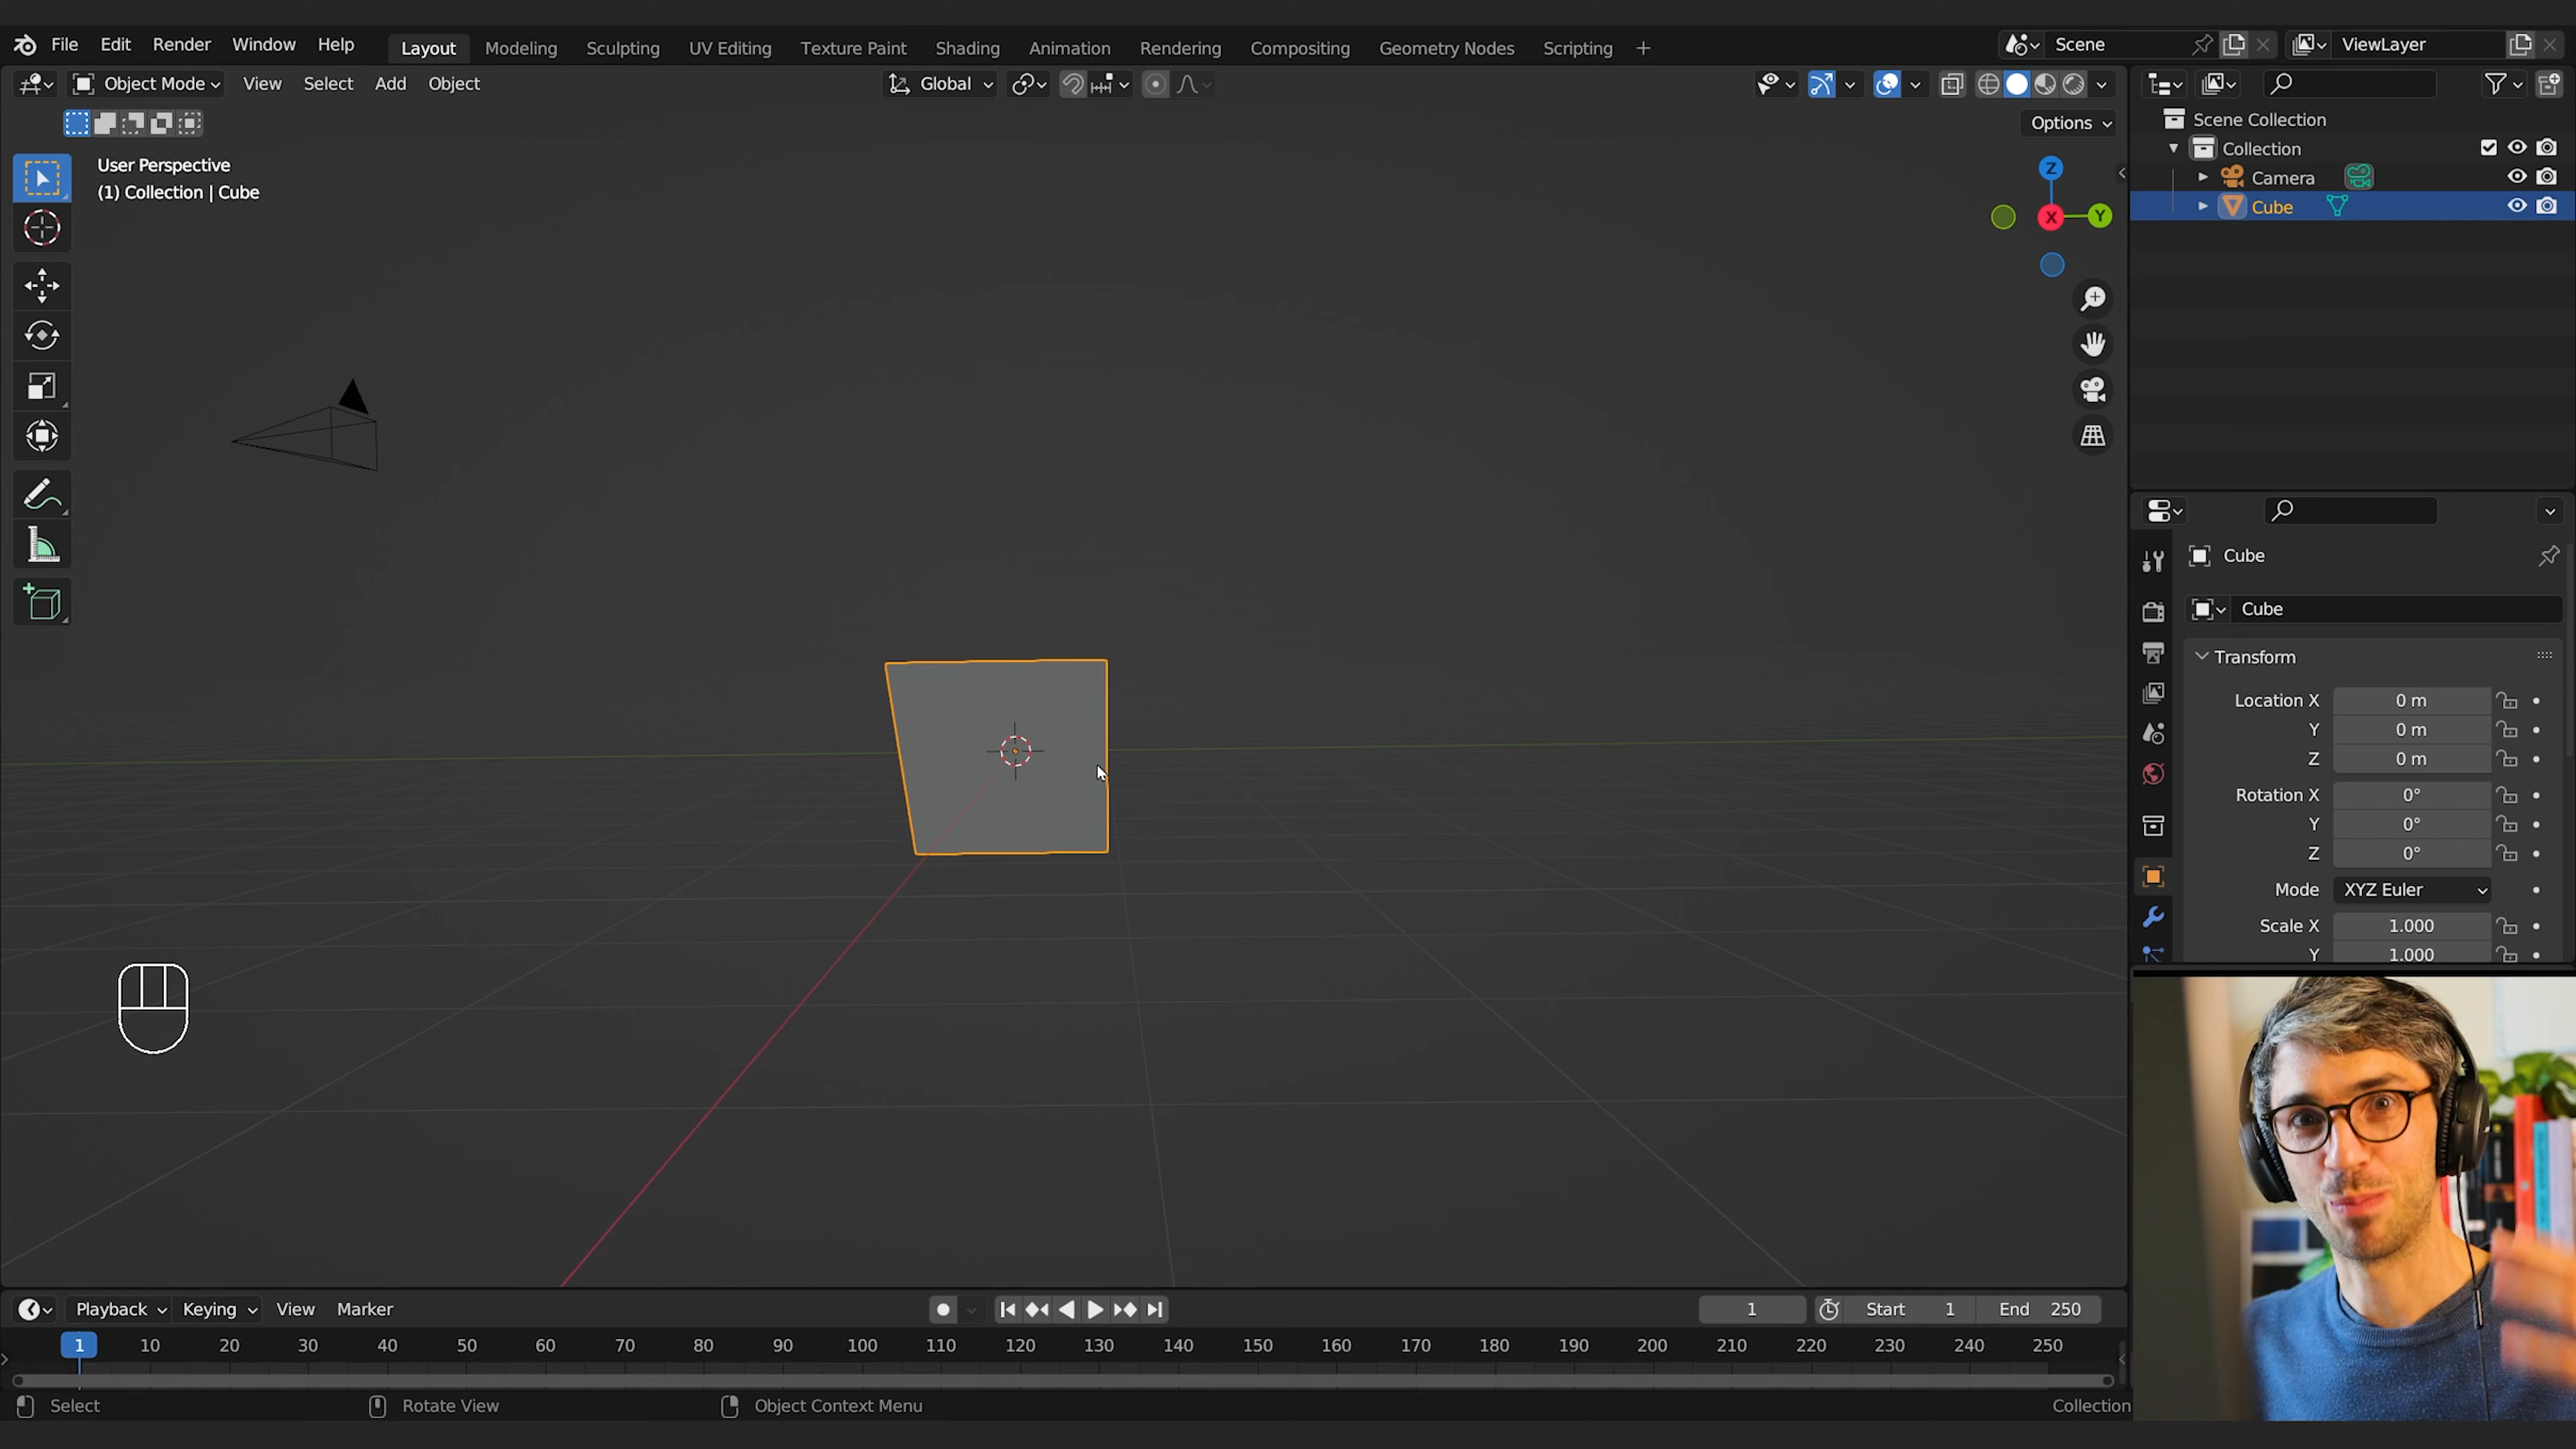 File Edit Render Window Help Layout Modeling Sculpting UV Editing Texture Paint Shading Animation Rendering Compositing Geometry Nodes Scripting + Scene ViewLayer
Object Mode View Select Add Object Global
Options
User Perspective
(1) Collection | Cube
Z
X
Y
Scene Collection
Collection
Camera
Cube
Cube
Cube
Transform
Location X 0 m
Y 0 m
Z 0 m
Rotation X 0°
Y 0°
Z 0°
Mode XYZ Euler
Scale X 1.000
Y 1.000
Playback Keying View Marker 1 Start 1 End 250
1 10 20 30 40 50 60 70 80 90 100 110 120 130 140 150 160 170 180 190 200 210 220 230 240 250
Select Rotate View Object Context Menu Collection